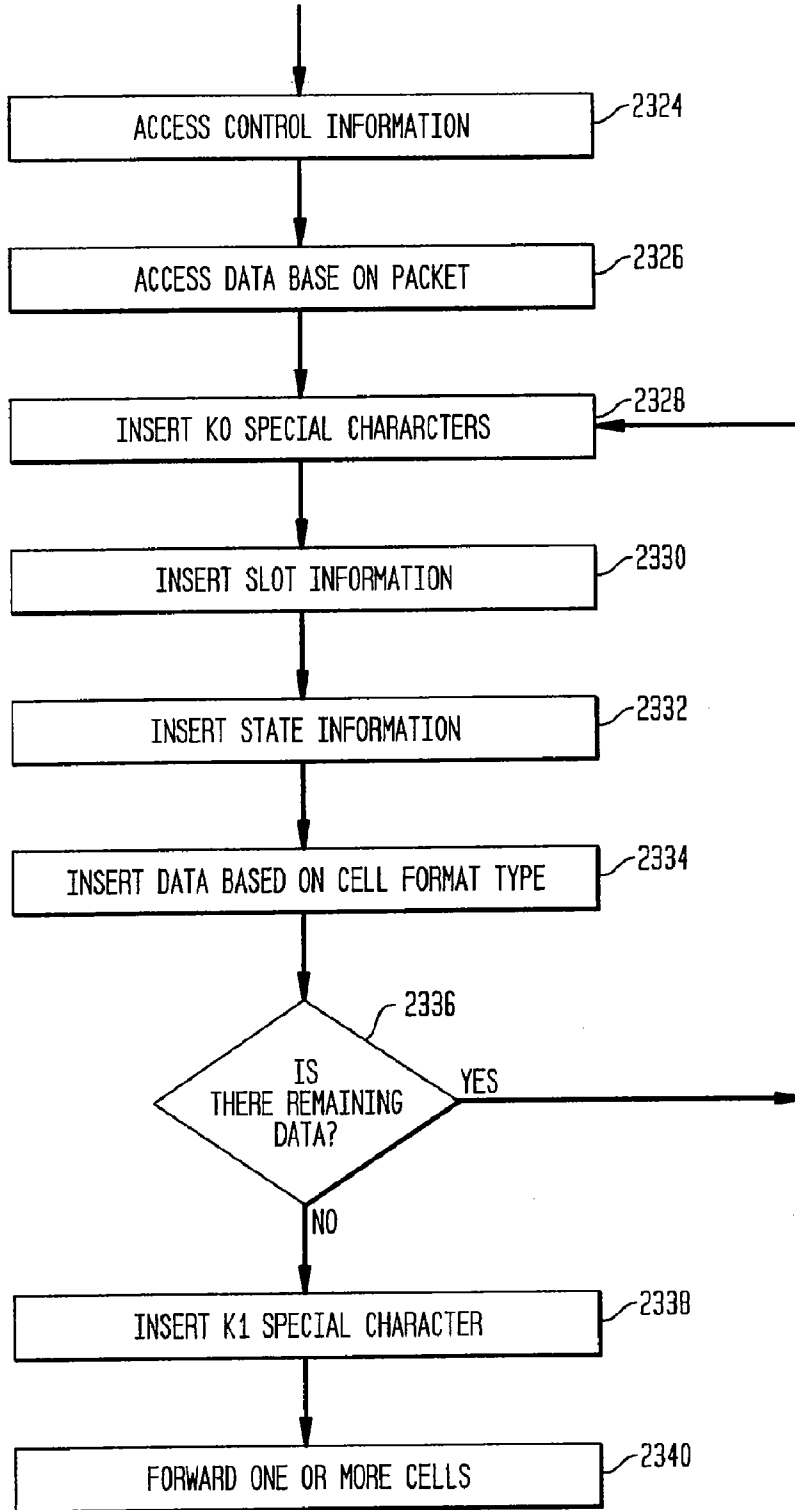 ACCESS CONTROL INFORMATION
2324
ACCESS DATA BASE ON PACKET
2326
INSERT K0 SPECIAL CHARARCTERS
2328
INSERT SLOT INFORMATION
2330
INSERT STATE INFORMATION
2332
INSERT DATA BASED ON CELL FORMAT TYPE
2334
2336
IS
THERE REMAINING
DATA?
YES
NO
INSERT K1 SPECIAL CHARACTER
2338
FORWARD ONE OR MORE CELLS
2340